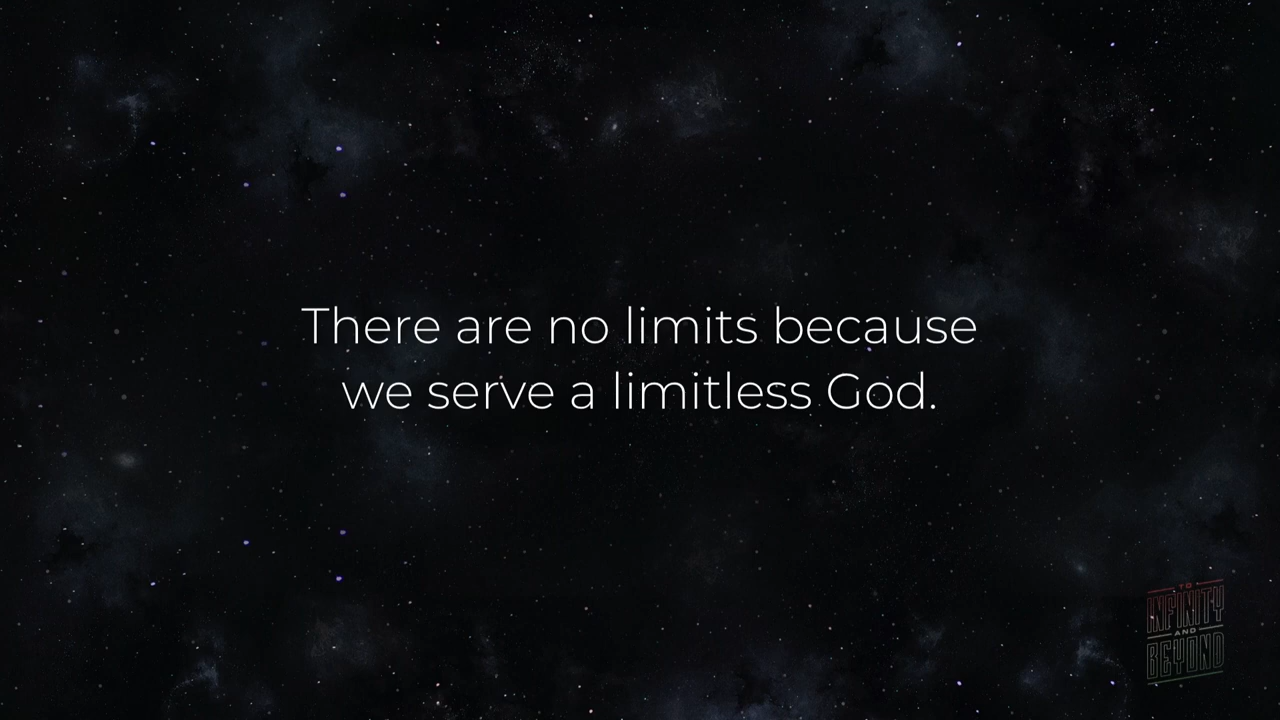 There are no limits because
we serve a limitless God.
TO
INFINITY
AND
BEYOND